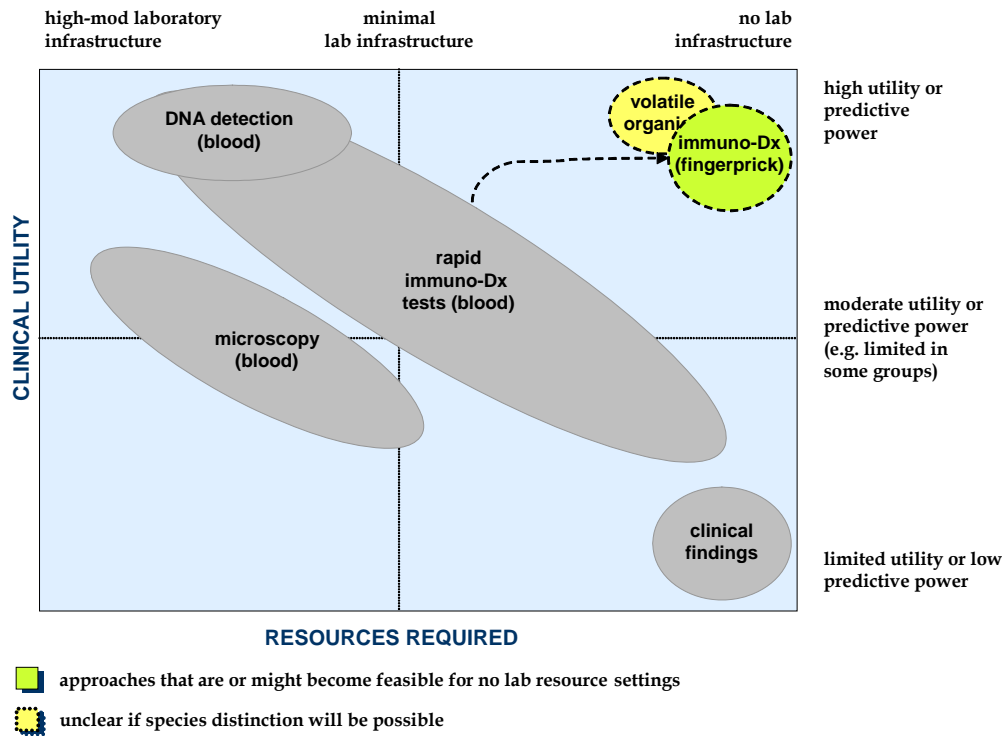 high-mod laboratory
infrastructure
minimal
lab infrastructure
no lab
infrastructure
DNA detection
(blood)
volatile
immuno-Dx
(fingerprick)
high utility or
predictive
power
CLINICAL UTILITY
rapid
immuno-Dx
tests (blood)
microscopy
(blood)
moderate utility or
predictive power
(e.g. limited in
some groups)
clinical
findings
limited utility or low
predictive power
RESOURCES REQUIRED
approaches that are or might become feasible for no lab resource settings
unclear if species distinction will be possible